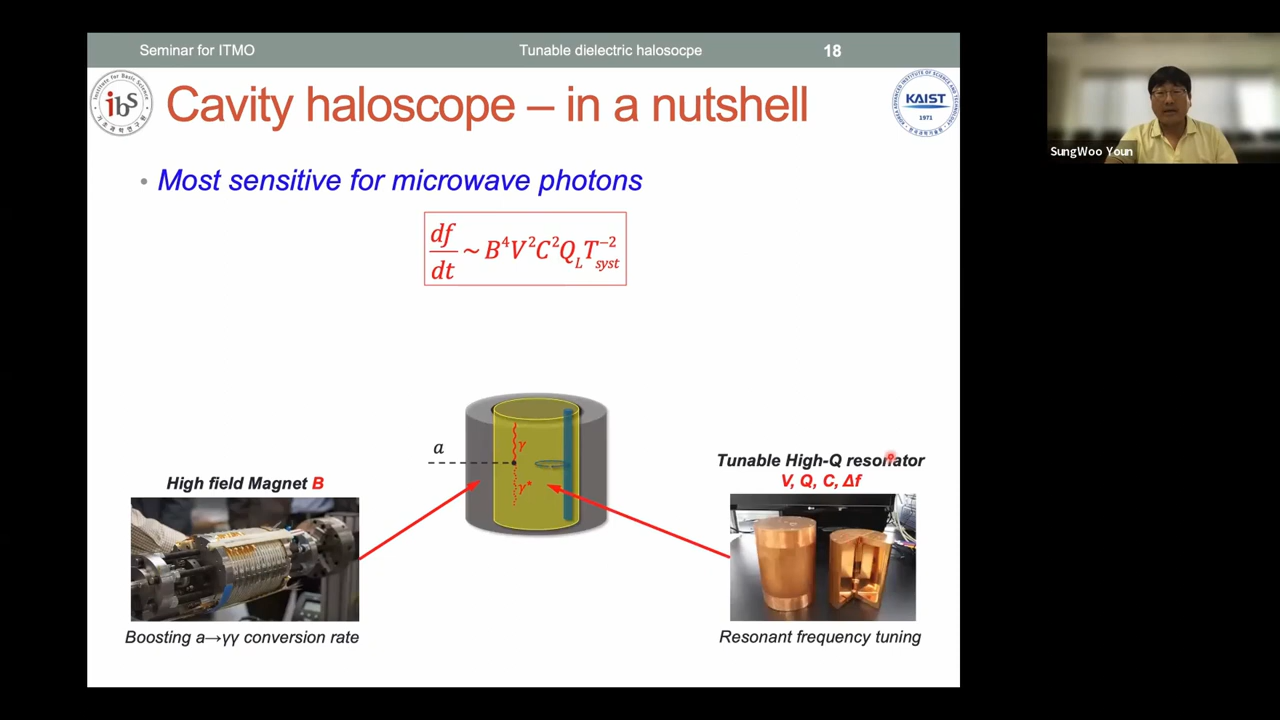 Seminar for ITMO
Tunable dielectric halosocpe
18
Cavity haloscope – in a nutshell
ibs
KAIST
1971
SungWoo Youn
• Most sensitive for microwave photons
df/dt ~ B⁴V²C²Q_L T_syst⁻²
a
γ
γ*
High field Magnet B
Tunable High-Q resonator
V, Q, C, Δf
Boosting a→γγ conversion rate
Resonant frequency tuning